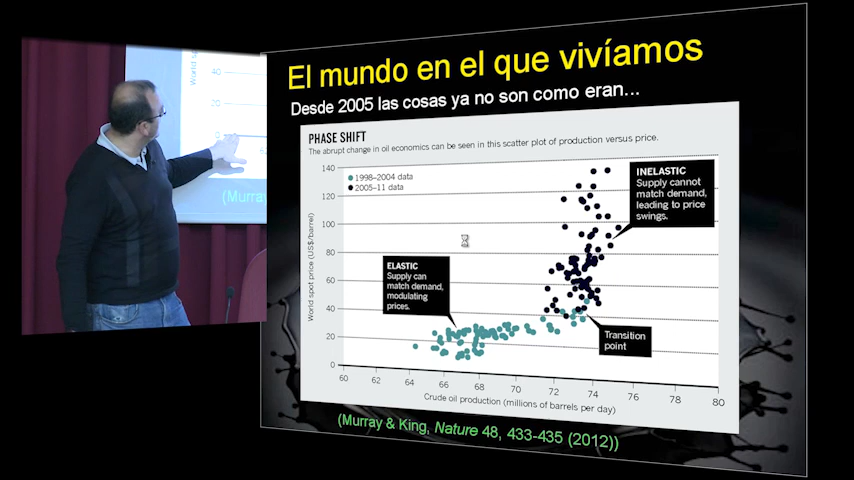 El mundo en el que vivíamos
Desde 2005 las cosas ya no son como eran...
PHASE SHIFT
The abrupt change in oil economics can be seen in this scatter plot of production versus price.
1998–2004 data
2005–11 data
INELASTIC
Supply cannot
match demand,
leading to price
swings.
ELASTIC
Supply can
match demand,
modulating
prices.
Transition
point
World spot price (US$/barrel)
140
120
100
80
60
40
20
0
60 62 64 66 68 70 72 74 76 78 80
Crude oil production (millions of barrels per day)
(Murray & King, Nature 48, 433-435 (2012))
World s
40
20
0
(Murray